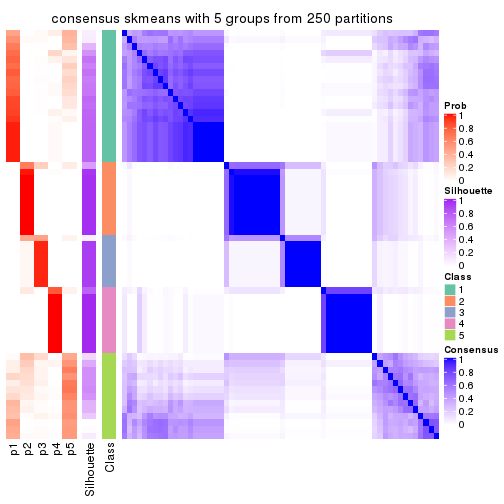 consensus skmeans with 5 groups from 250 partitions
Prob
1
0.8
0.6
0.4
0.2
0
Silhouette
1
0.8
0.6
0.4
0.2
0
Class
1
2
3
4
5
Consensus
1
0.8
0.6
0.4
0.2
0
p1
p2
p3
p4
p5
Silhouette
Class